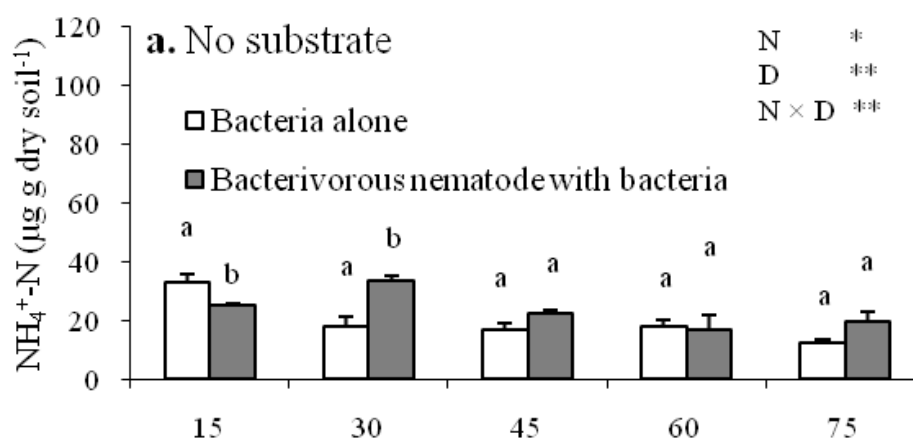 120
100
80
60
40
20
0
NH₄⁺-N (μg g dry soil⁻¹)
a. No substrate
N *
D **
N × D **
Bacteria alone
Bacterivorous nematode with bacteria
a b a b a a a a a a
15 30 45 60 75